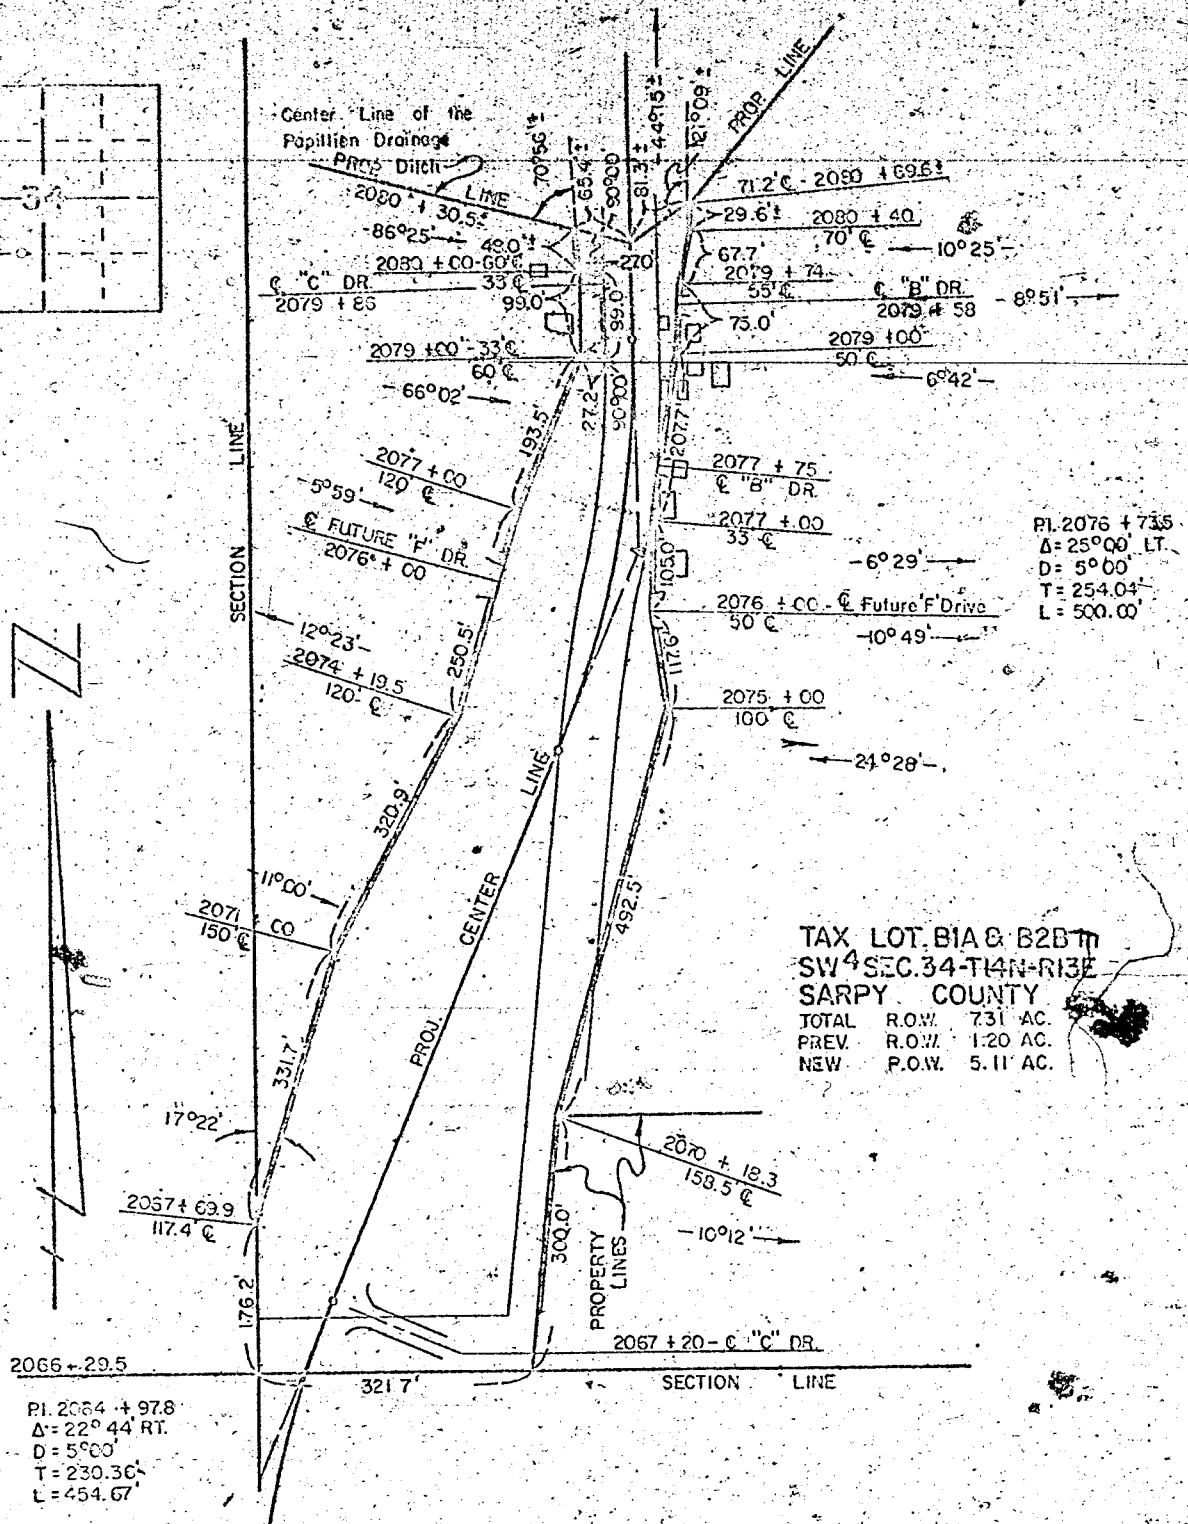 34
Center Line of the
Papillion Drainage
Ditch
PROP. LINE
2080 + 30.5±
70°56'±
65.4'±
90°00'
81.3'±
44°15'±
121°09'±
PROP. LINE
71.2' ℄ - 2080 + 69.6±
29.6'±
2080 + 40
70' ℄
10°25'
86°25'
48.0'±
2080 + 00-60' ℄
33' ℄
℄ "C" DR.
2079 + 86
99.0'
99.0'
27.0'
67.7'
2079 + 74
55' ℄
℄ "B" DR.
2079 + 58
8°51'
75.0'
2079 + 00
50' ℄
6°42'
2079 + 00-33' ℄
60' ℄
66°02'
27.2'
90°00'
193.5'
207.7'
2077 + 00
120' ℄
5°59'
2077 + 75
℄ "B" DR.
2077 + 00
33' ℄
℄ FUTURE "F" DR.
2076 + 00
105.0'
6°29'
P.I. 2076 + 73.5
Δ = 25°00' LT.
D = 5°00'
T = 254.04'
L = 500.00'
2076 + 00 - ℄ Future 'F' Drive
50' ℄
10°49'
SECTION LINE
12°23'
2074 + 19.5
120' ℄
250.5'
117.6'
2075 + 00
100' ℄
24°28'
320.9'
PROJ. CENTER LINE
11°00'
2071 + 00
150' ℄
492.5'
TAX LOT B1A & B2B in
SW 4 SEC. 34-T14N-R13E
SARPY COUNTY
TOTAL R.O.W. 7.31 AC.
PREV. R.O.W. 1.20 AC.
NEW R.O.W. 5.11 AC.
331.7'
17°22'
2070 + 18.3
158.5' ℄
2067 + 69.9
117.4' ℄
10°12'
300.0'
PROPERTY LINES
176.2'
2067 + 20 - ℄ "C" DR.
2066 + 29.5
321.7'
SECTION LINE
P.I. 2064 + 97.8
Δ = 22° 44' RT.
D = 5°00'
T = 230.36'
L = 454.67'